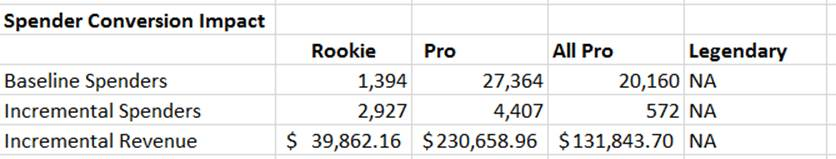 Spender Conversion Impact
Rookie Pro All Pro Legendary
Baseline Spenders 1,394 27,364 20,160 NA
Incremental Spenders 2,927 4,407 572 NA
Incremental Revenue $ 39,862.16 $230,658.96 $131,843.70 NA